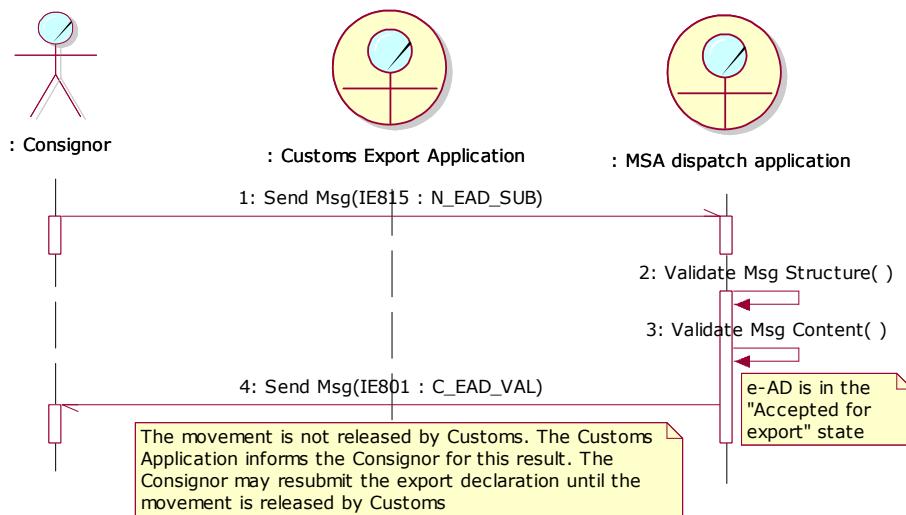 : Consignor
: Customs Export Application
: MSA dispatch application
1: Send Msg(IE815 : N_EAD_SUB)
2: Validate Msg Structure( )
3: Validate Msg Content( )
4: Send Msg(IE801 : C_EAD_VAL)
e-AD is in the
"Accepted for
export" state
The movement is not released by Customs. The Customs
Application informs the Consignor for this result. The
Consignor may resubmit the export declaration until the
movement is released by Customs